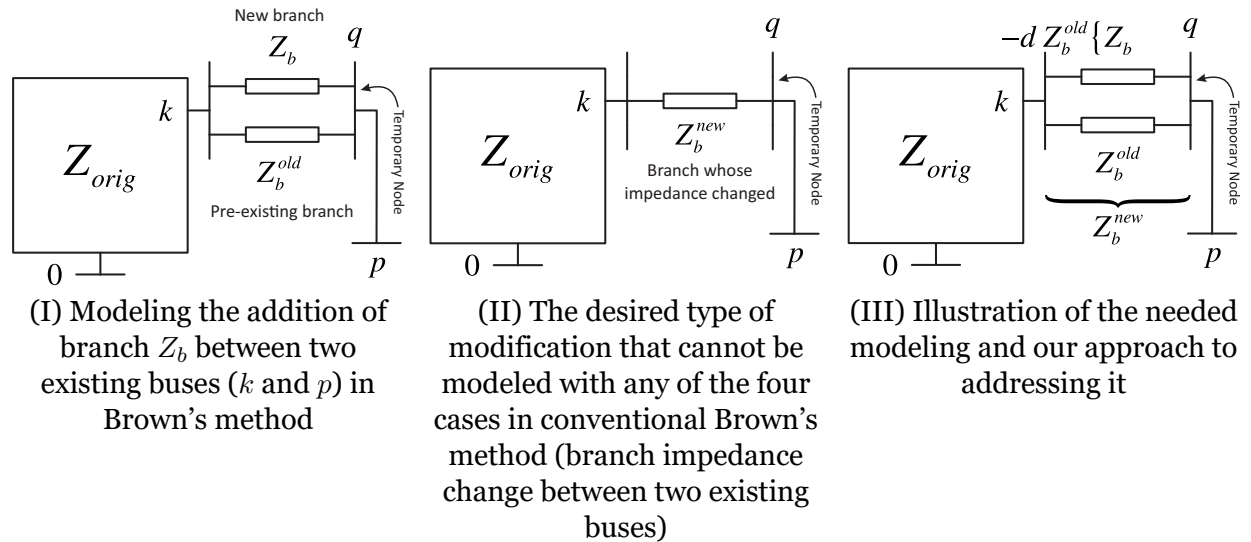 New branch
Z_b
q
k
Z_orig
Z_b^old
Pre-existing branch
Temporary Node
0
p
(I) Modeling the addition of
branch Z_b between two
existing buses (k and p) in
Brown's method
q
k
Z_b^new
Z_orig
Branch whose
impedance changed
Temporary Node
0
p
(II) The desired type of
modification that cannot be
modeled with any of the four
cases in conventional Brown's
method (branch impedance
change between two existing
buses)
−d Z_b^old { Z_b
q
k
Z_orig
Z_b^old
Z_b^new
Temporary Node
0
p
(III) Illustration of the needed
modeling and our approach to
addressing it